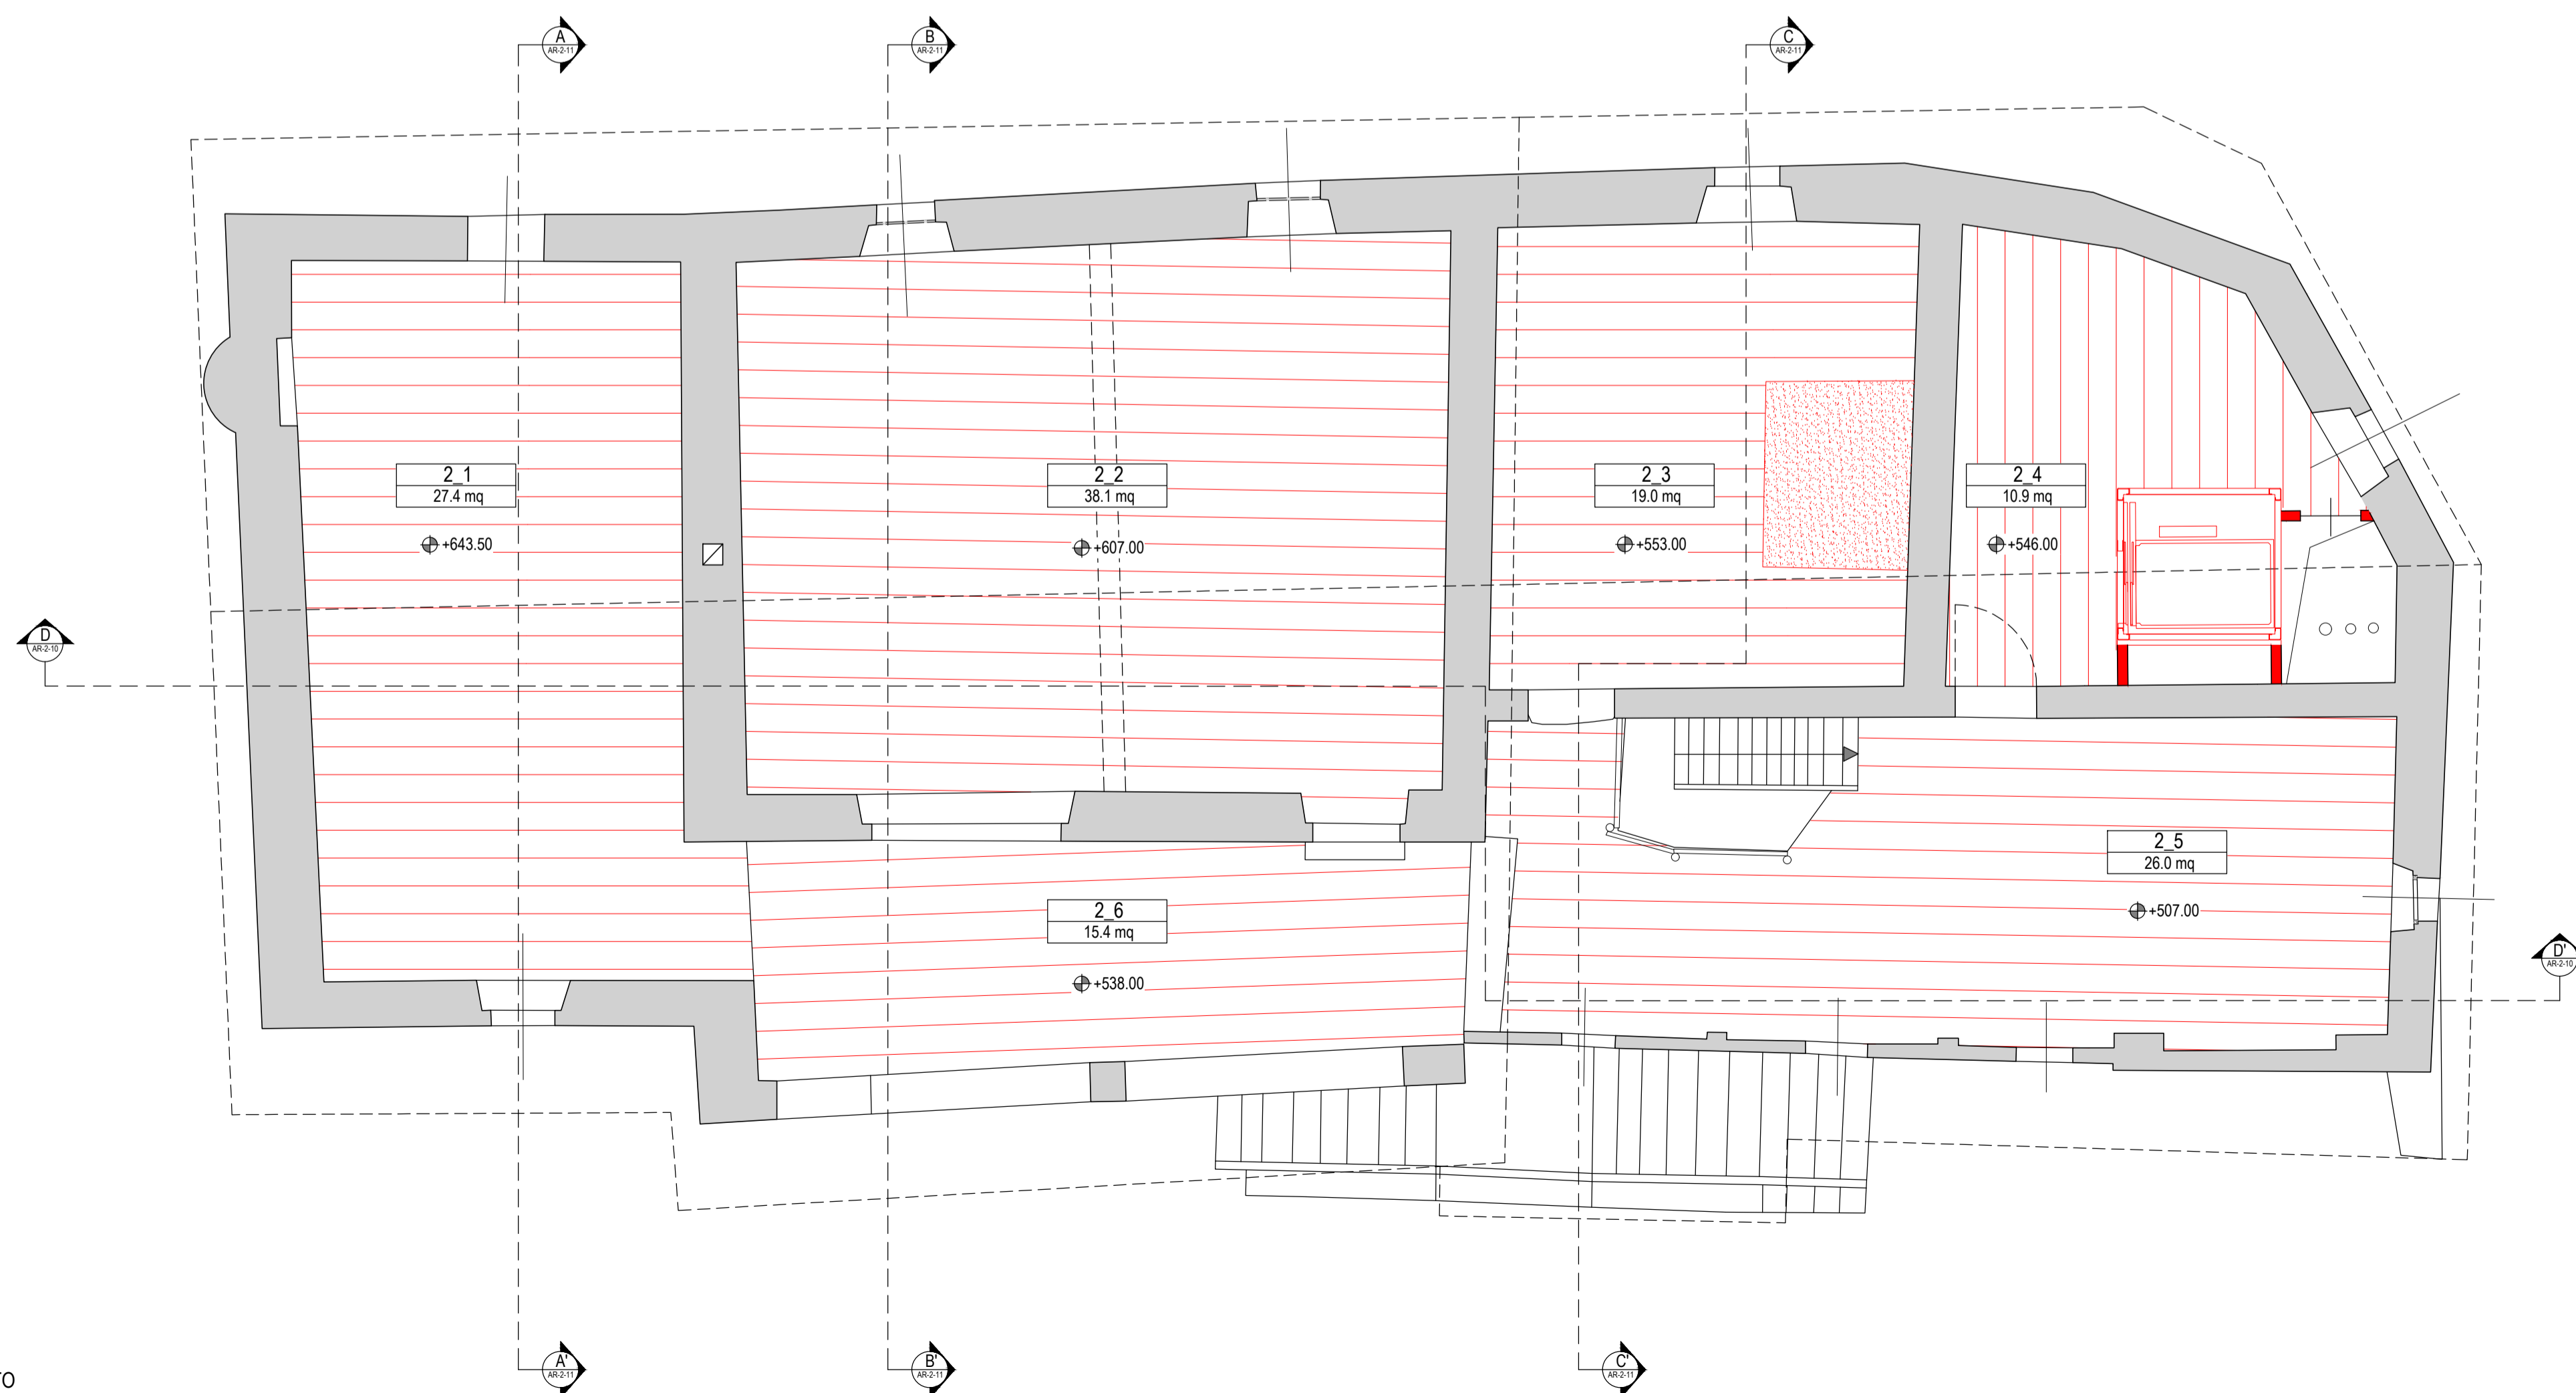 A
AR-2-11
B
AR-2-11
C
AR-2-11
2_1
27.4 mq
+643.50
2_2
38.1 mq
+607.00
2_3
19.0 mq
+553.00
2_4
10.9 mq
+546.00
D
AR-2-10
2_5
26.0 mq
+507.00
2_6
15.4 mq
+538.00
D'
AR-2-10
A'
AR-2-11
B'
AR-2-11
C'
AR-2-11